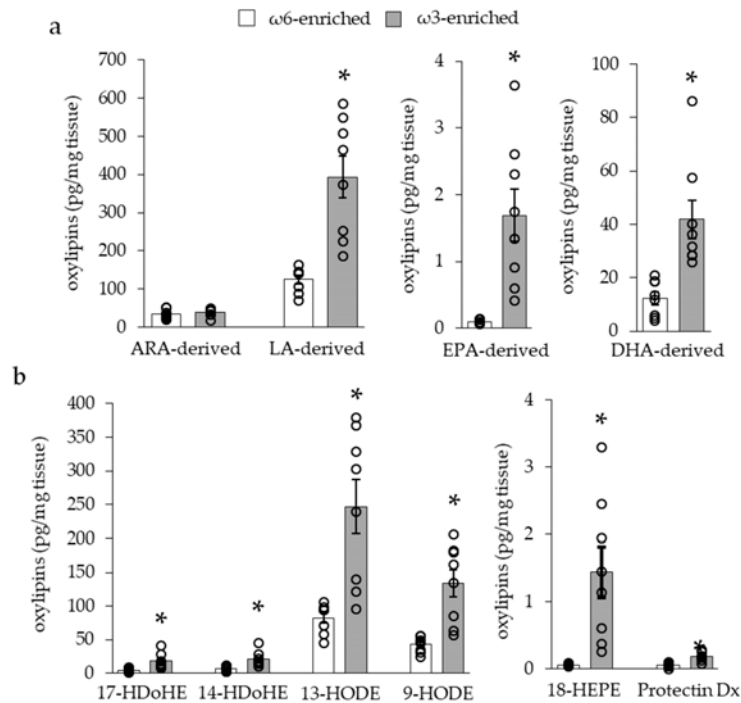 ω6-enriched ω3-enriched
a
oxylipins (pg/mg tissue)
700
600
500
400
300
200
100
0
*
ARA-derived LA-derived
oxylipins (pg/mg tissue)
4
3
2
1
0
*
EPA-derived
oxylipins (pg/mg tissue)
100
80
60
40
20
0
*
DHA-derived
b
oxylipins (pg/mg tissue)
400
350
300
250
200
150
100
50
0
* * * *
17-HDoHE 14-HDoHE 13-HODE 9-HODE
oxylipins (pg/mg tissue)
4
3
2
1
0
* *
18-HEPE Protectin Dx